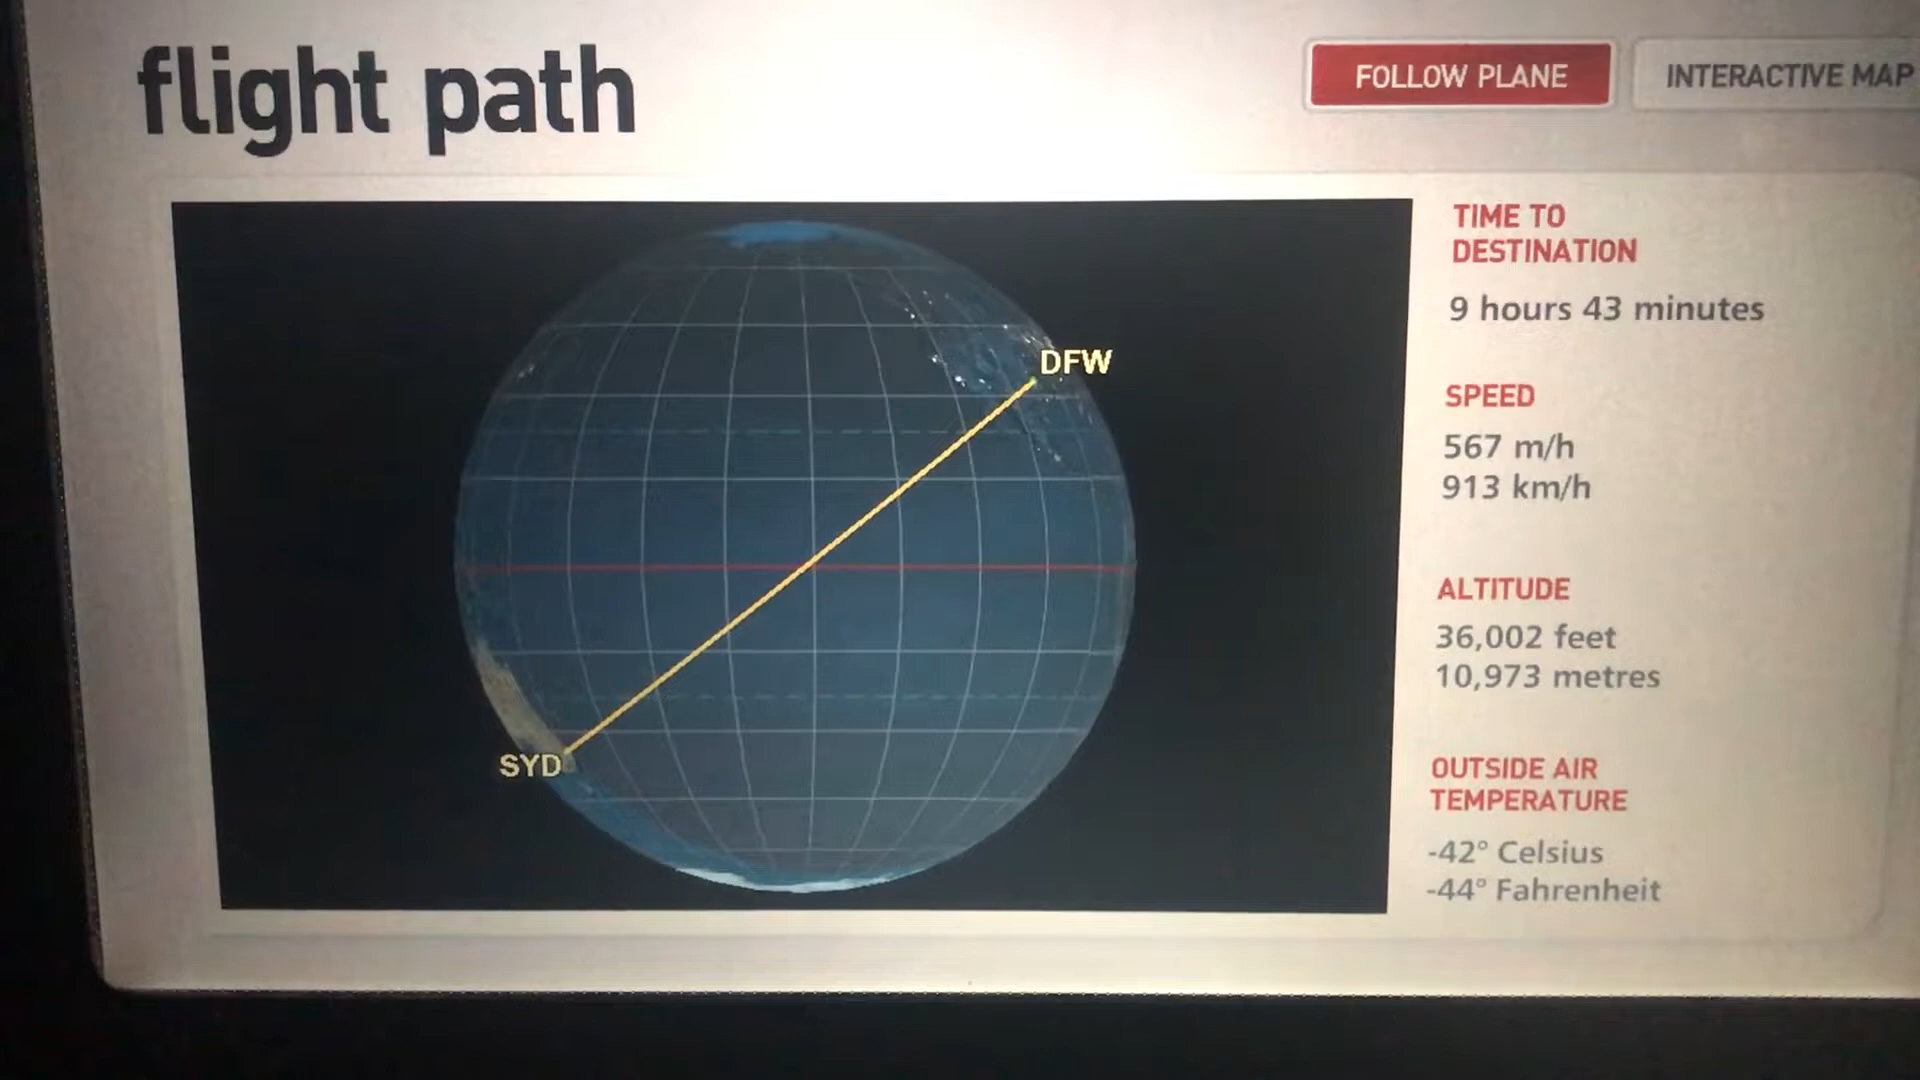 flight path
FOLLOW PLANE
INTERACTIVE MAP
DFW
SYD
TIME TO
DESTINATION
9 hours 43 minutes
SPEED
567 m/h
913 km/h
ALTITUDE
36,002 feet
10,973 metres
OUTSIDE AIR
TEMPERATURE
-42° Celsius
-44° Fahrenheit